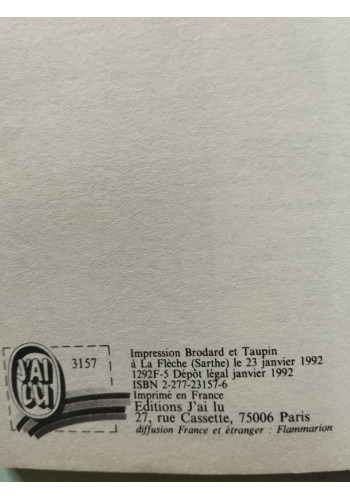 J'AI LU
3157
Impression Brodard et Taupin
à La Flèche (Sarthe) le 23 janvier 1992
1292F-5 Dépôt légal janvier 1992
ISBN 2-277-23157-6
Imprimé en France
Editions J'ai lu
27, rue Cassette, 75006 Paris
diffusion France et étranger : Flammarion